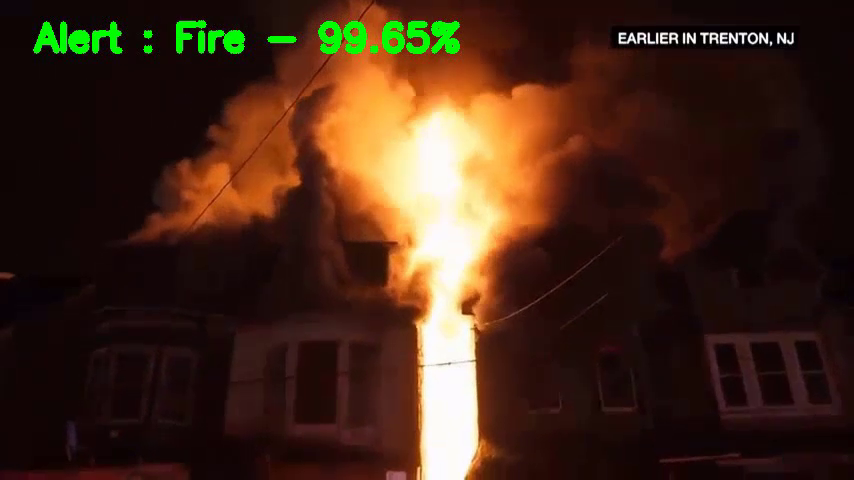 Alert : Fire - 99.65%
EARLIER IN TRENTON, NJ